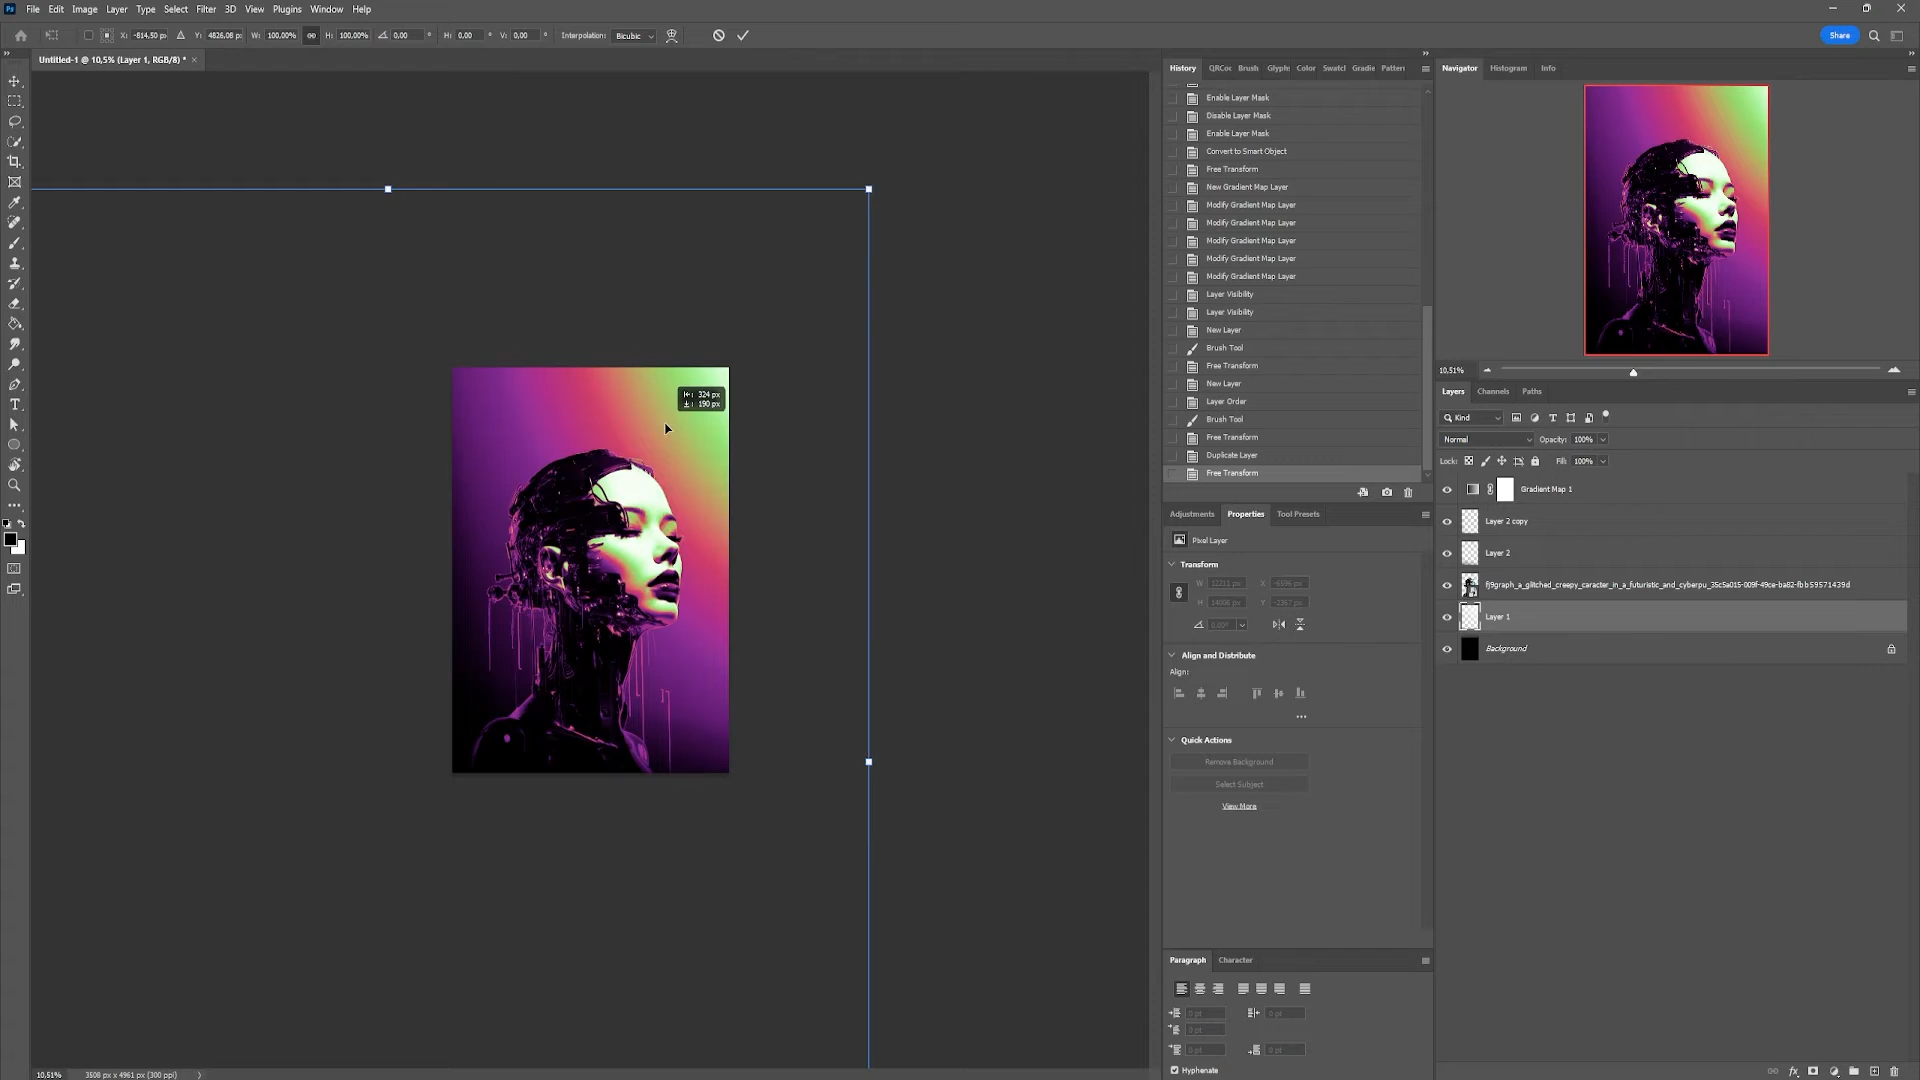 Ps File Edit Image Layer Type Select Filter 3D View Plugins Window Help
X: -814,50 px Y: 4826,08 px W: 100,00% H: 100,00% 0,00 ° H: 0,00 ° V: 0,00 ° Interpolation: Bicubic Share
Untitled-1 @ 10,5% (Layer 1, RGB/8) * ×
324 px
190 px
10,51% 3508 px x 4961 px (300 ppi)
History QRCoc Brush Glyphs Color Swatcl Gradie Pattern
Enable Layer Mask
Disable Layer Mask
Enable Layer Mask
Convert to Smart Object
Free Transform
New Gradient Map Layer
Modify Gradient Map Layer
Modify Gradient Map Layer
Modify Gradient Map Layer
Modify Gradient Map Layer
Modify Gradient Map Layer
Layer Visibility
Layer Visibility
New Layer
Brush Tool
Free Transform
New Layer
Layer Order
Brush Tool
Free Transform
Duplicate Layer
Free Transform
Adjustments Properties Tool Presets
Pixel Layer
Transform
W 12211 px X -6596 px
H 14006 px Y -2367 px
0,00°
Align and Distribute
Align:
Quick Actions
Remove Background
Select Subject
View More
Paragraph Character
0 pt 0 pt
0 pt
0 pt 0 pt
Hyphenate
Navigator Histogram Info
10,51%
Layers Channels Paths
Kind
Normal Opacity: 100%
Lock: Fill: 100%
Gradient Map 1
Layer 2 copy
Layer 2
fj9graph_a_glitched_creepy_caracter_in_a_futuristic_and_cyberpu_35c5a015-009f-49ce-ba82-fbb59571439d
Layer 1
Background